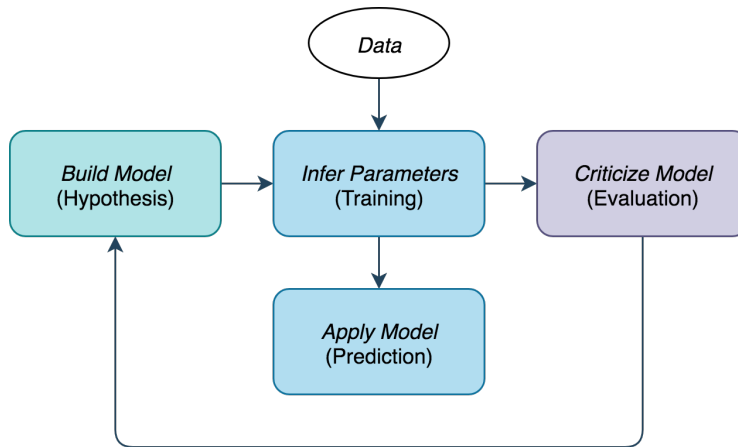 Data
Build Model
(Hypothesis)
Infer Parameters
(Training)
Criticize Model
(Evaluation)
Apply Model
(Prediction)